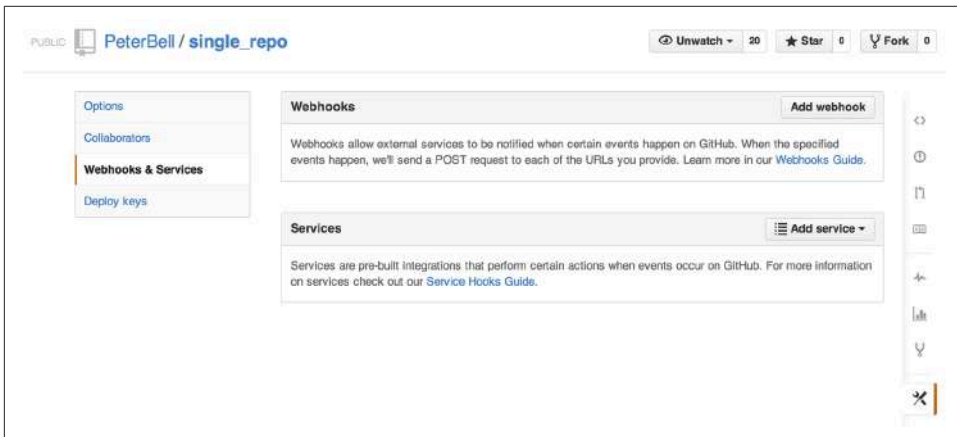 PUBLIC PeterBell / single_repo
Unwatch 20 Star 0 Fork 0
Options
Collaborators
Webhooks & Services
Deploy keys
Webhooks
Add webhook
Webhooks allow external services to be notified when certain events happen on GitHub. When the specified
events happen, we'll send a POST request to each of the URLs you provide. Learn more in our Webhooks Guide.
Services
Add service
Services are pre-built integrations that perform certain actions when events occur on GitHub. For more information
on services check out our Service Hooks Guide.